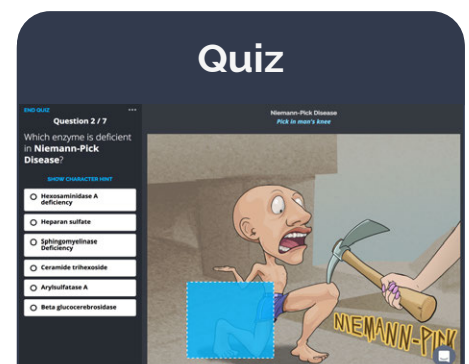 Quiz
END QUIZ
Question 2 / 7
Which enzyme is deficient
in Niemann-Pick
Disease?
SHOW CHARACTER HINT
Hexosaminidase A
deficiency
Heparan sulfate
Sphingomyelinase
Deficiency
Ceramide trihexoside
Arylsulfatase A
Beta glucocerebrosidase
Niemann-Pick Disease
Pick in man's knee
NIEMANN-PINK